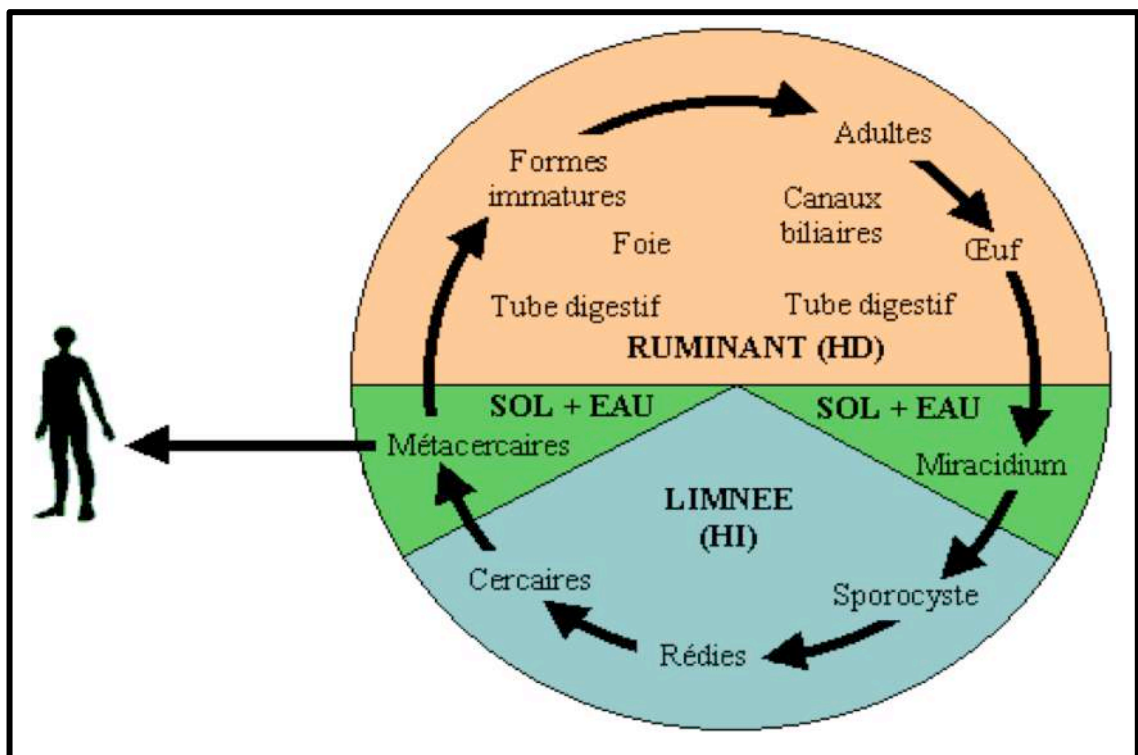 Adultes
Formes
immatures
Canaux
biliaires
Foie
Œuf
Tube digestif
Tube digestif
RUMINANT (HD)
SOL + EAU
SOL + EAU
Métacercaires
Miracidium
LIMNEE
(HI)
Cercaires
Sporocyste
Rédies